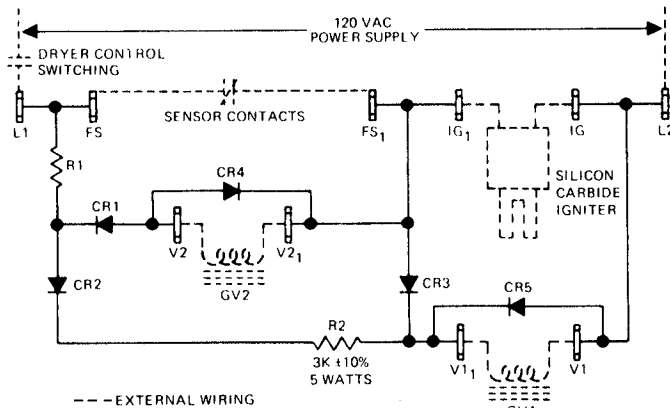 120 VAC
POWER SUPPLY
DRYER CONTROL
SWITCHING
SENSOR CONTACTS
L1
FS
FS1
IG1
IG
L2
R1
SILICON
CARBIDE
IGNITER
CR4
CR1
V2
V21
GV2
CR2
CR3
CR5
R2
3K ±10%
5 WATTS
V11
V1
---EXTERNAL WIRING